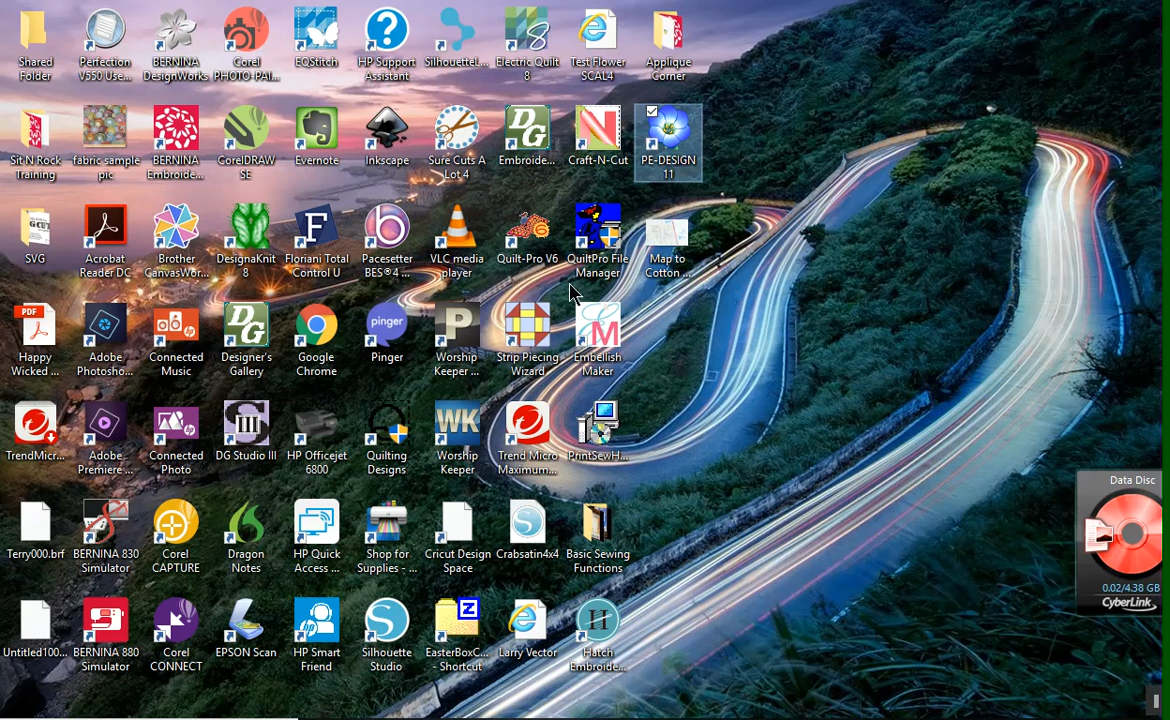 Shared
Folder
Perfection
V550 Use...
BERNINA
DesignWorks
Corel
PHOTO-PAI...
EQStitch
HP Support
Assistant
SilhouetteL...
Electric Quilt
8
Test Flower
SCAL4
Applique
Corner
Sit N Rock
Training
fabric sample
pic
BERNINA
Embroide...
CorelDRAW
SE
Evernote
Inkscape
Sure Cuts A
Lot 4
DG
Embroide...
Craft-N-Cut
PE-DESIGN
11
SVG
Acrobat
Reader DC
Brother
CanvasWor...
DesignaKnit
8
Floriani Total
Control U
Pacesetter
BES®4 ...
VLC media
player
Quilt-Pro V6
QuiltPro File
Manager
Map to
Cotton ...
PDF
Happy
Wicked ...
Adobe
Photosho...
Connected
Music
DG
Designer's
Gallery
Google
Chrome
pinger
Pinger
P
Worship
Keeper ...
Strip Piecing
Wizard
M
Embellish
Maker
TrendMicr...
Adobe
Premiere ...
Connected
Photo
DG Studio III
HP Officejet
6800
Quilting
Designs
WK
Worship
Keeper
Trend Micro
Maximum...
PrintSewH...
Data Disc
0.02/4.38 GB
CyberLink
Terry000.brf
BERNINA 830
Simulator
Corel
CAPTURE
Dragon
Notes
HP Quick
Access ...
Shop for
Supplies - ...
Cricut Design
Space
Crabsatin4x4
Basic Sewing
Functions
Untitled100...
BERNINA 880
Simulator
Corel
CONNECT
EPSON Scan
HP Smart
Friend
Silhouette
Studio
Z
EasterBoxC...
- Shortcut
Larry Vector
H
Hatch
Embroide...